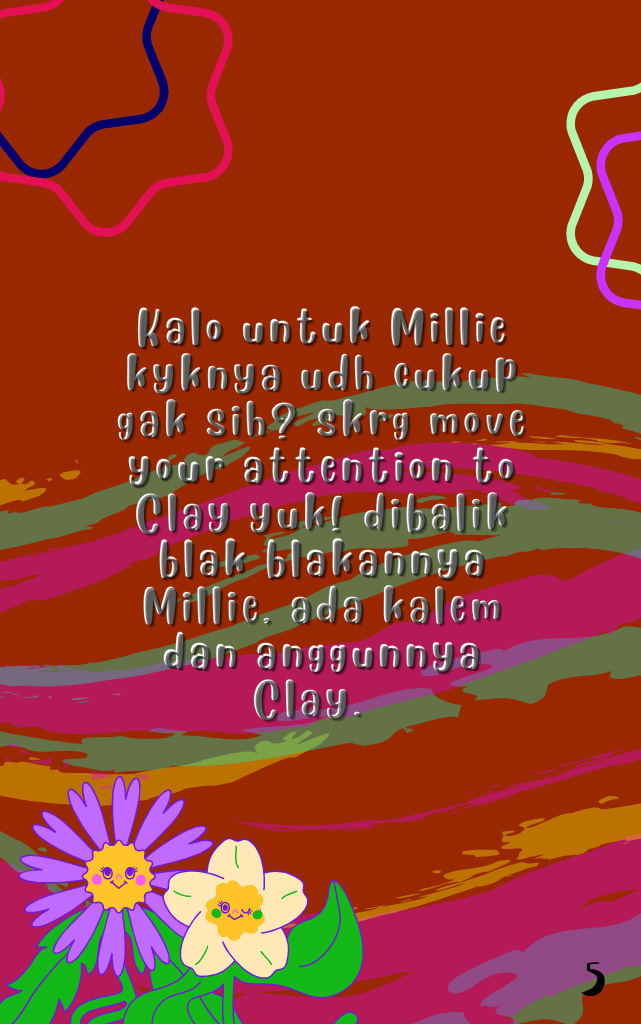 Kalo untuk Millie
kyknya udh cukup
gak sih? skrg move
your attention to
Clay yuk! dibalik
blak blakannya
Millie, ada kalem
dan anggunnya
Clay.
5